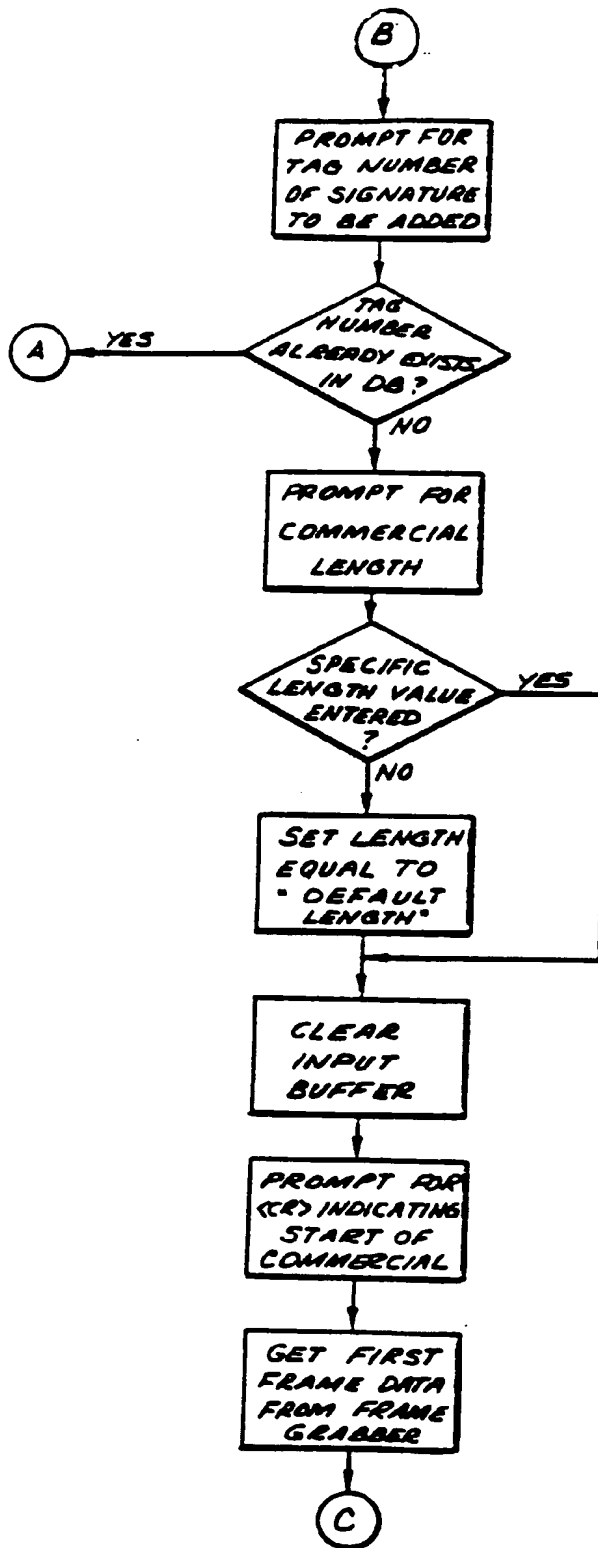 B
PROMPT FOR
TAG NUMBER
OF SIGNATURE
TO BE ADDED
TAG
NUMBER
ALREADY EXISTS
IN DB?
YES
A
NO
PROMPT FOR
COMMERCIAL
LENGTH
SPECIFIC
LENGTH VALUE
ENTERED
?
YES
NO
SET LENGTH
EQUAL TO
"DEFAULT
LENGTH"
CLEAR
INPUT
BUFFER
PROMPT FOR
<CR> INDICATING
START OF
COMMERCIAL
GET FIRST
FRAME DATA
FROM FRAME
GRABBER
C